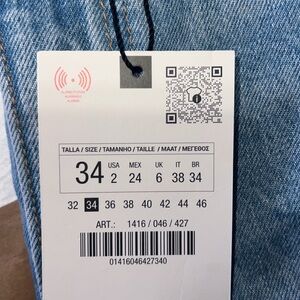 TALLA / SIZE / TAMANHO / TAILLE / MAAT / ΜΕΓΕΘΟΣ
34 USA MEX UK IT BR
2 24 6 38 34
32 34 36 38 40 42 44 46
ART.: 1416 / 046 / 427
01416046427340